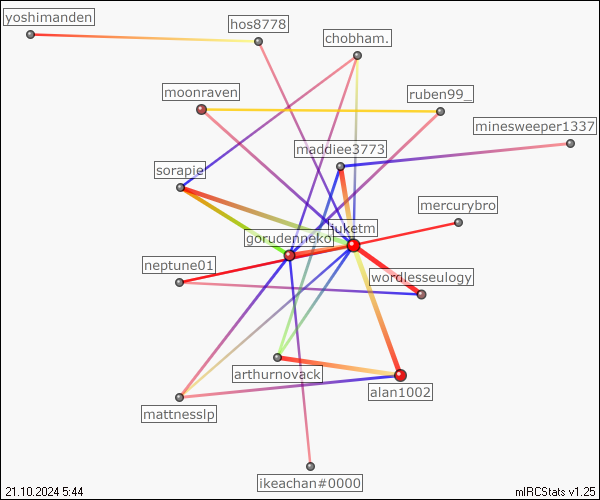 yoshimanden
hos8778
chobham.
moonraven
ruben99_
minesweeper1337
maddiee3773
sorapie
mercurybro
juketm
gorudenneko
neptune01
wordlesseulogy
arthurnovack
alan1002
mattnesslp
ikeachan#0000
21.10.2024 5:44
mIRCStats v1.25